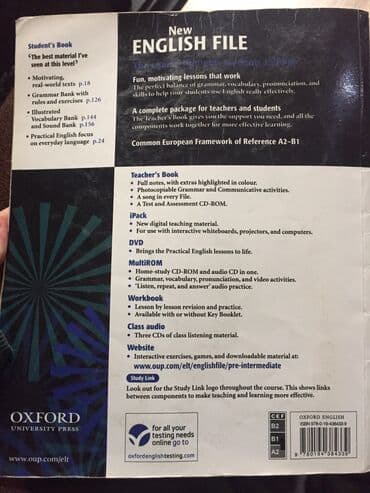 Student's Book
'The best material I've
seen at this level'
• Motivating,
real-world texts p.18
• Grammar Bank with
rules and exercises p.126
• Illustrated
Vocabulary Bank p.144
and Sound Bank p.156
• Practical English focus
on everyday language p.24
New
ENGLISH FILE
Fun, motivating lessons that work
The perfect balance of grammar, vocabulary, pronunciation, and
skills to help your students use English really effectively.
A complete package for teachers and students
The Teacher's Book gives you the support you need, and all the
components work together for more effective learning.
Common European Framework of Reference A2–B1
Teacher's Book
• Full notes, with extras highlighted in colour.
• Photocopiable Grammar and Communicative activities.
• A song in every File.
• A Test and Assessment CD-ROM.
iPack
• New digital teaching material.
• For use with interactive whiteboards, projectors, and computers.
DVD
• Brings the Practical English lessons to life.
MultiROM
• Home-study CD-ROM and audio CD in one.
• Grammar, vocabulary, pronunciation, and video activities.
• 'Listen, repeat, and answer' audio practice.
Workbook
• Lesson by lesson revision and practice.
• Available with or without Key Booklet.
Class audio
• Three CDs of class listening material.
Website
• Interactive exercises, games, and downloadable material at:
www.oup.com/elt/englishfile/pre-intermediate
Study Link
Look out for the Study Link logo throughout the course. This shows links
between components to make teaching and learning more effective.
OXFORD
UNIVERSITY PRESS
www.oup.com/elt
for all your
testing needs
online go to
oxfordenglishtesting.com
CEF
B2
B1
A2
OXFORD ENGLISH
ISBN 978-0-19-438433-9
9 780194 384339